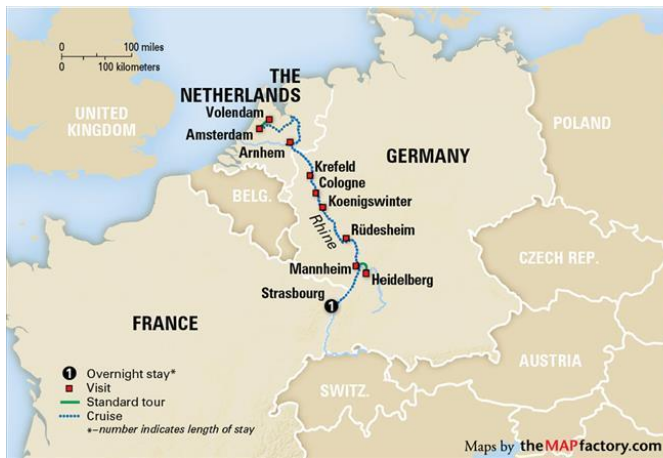 0 100 miles
0 100 kilometers
UNITED
KINGDOM
THE
NETHERLANDS
Volendam
Amsterdam
Arnhem
Krefeld
Cologne
Koenigswinter
Rhine
Rüdesheim
Mannheim
Heidelberg
Strasbourg
1
BELG.
GERMANY
POLAND
CZECH REP.
AUSTRIA
SWITZ.
FRANCE
1 Overnight stay*
Visit
Standard tour
Cruise
*–number indicates length of stay
Maps by theMAPfactory.com